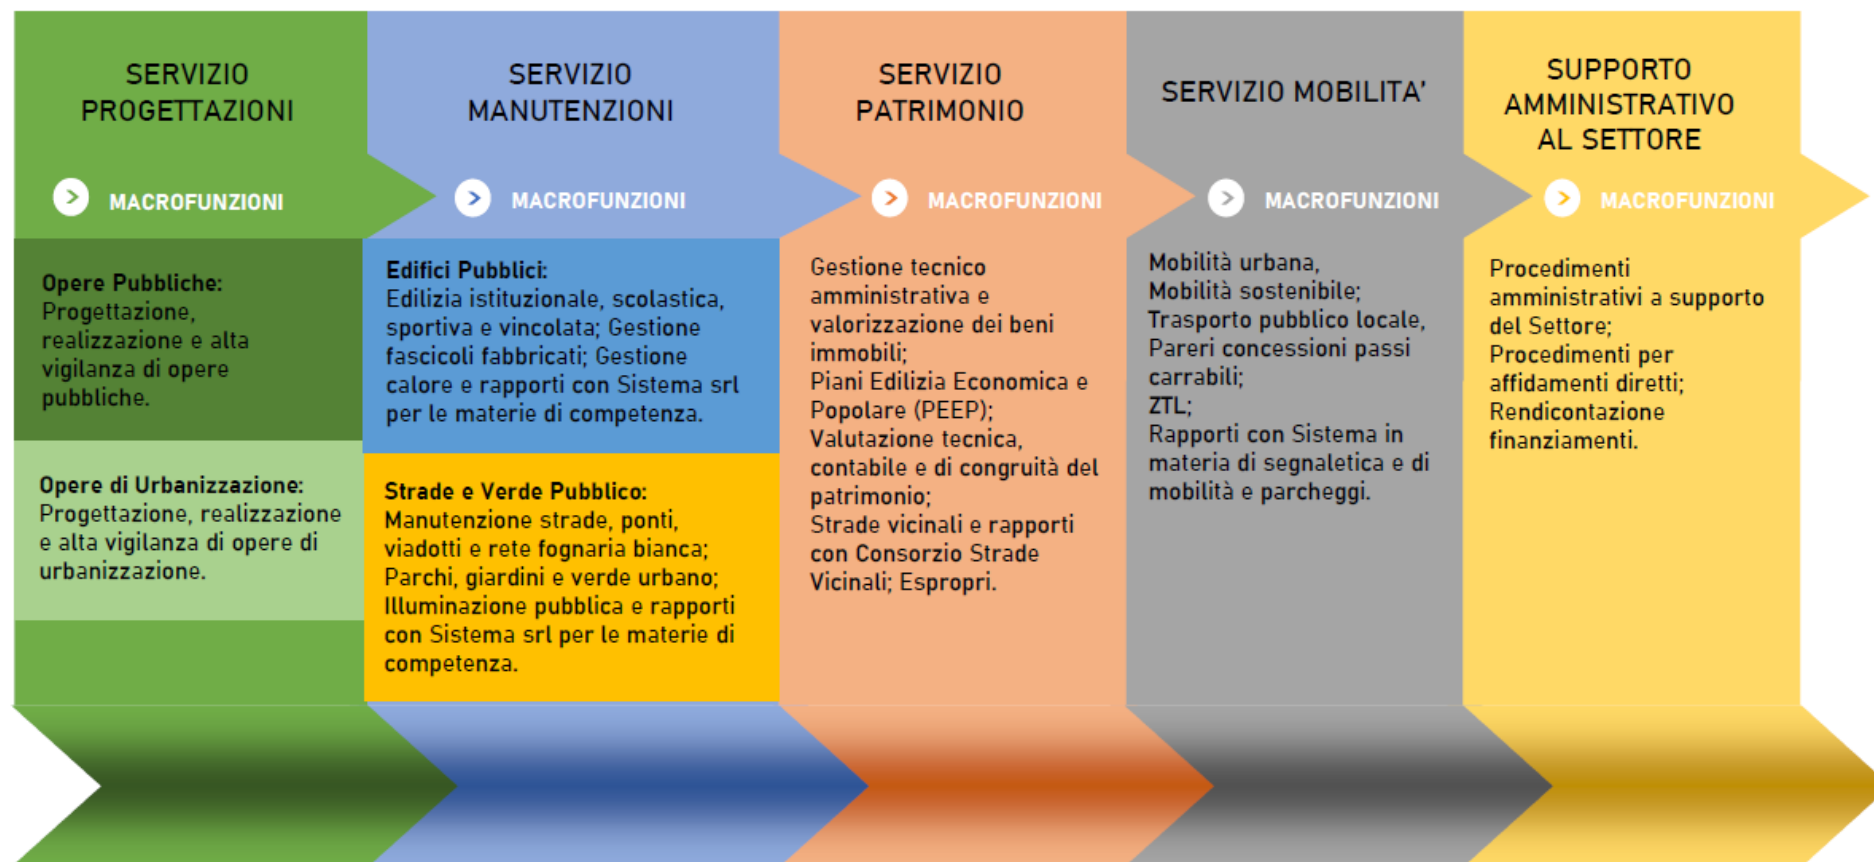 SERVIZIO
PROGETTAZIONI
MACROFUNZIONI
Opere Pubbliche:
Progettazione,
realizzazione e alta
vigilanza di opere
pubbliche.
Opere di Urbanizzazione:
Progettazione, realizzazione
e alta vigilanza di opere di
urbanizzazione.
SERVIZIO
MANUTENZIONI
MACROFUNZIONI
Edifici Pubblici:
Edilizia istituzionale, scolastica,
sportiva e vincolata; Gestione
fascicoli fabbricati; Gestione
calore e rapporti con Sistema srl
per le materie di competenza.
Strade e Verde Pubblico:
Manutenzione strade, ponti,
viadotti e rete fognaria bianca;
Parchi, giardini e verde urbano;
Illuminazione pubblica e rapporti
con Sistema srl per le materie di
competenza.
SERVIZIO
PATRIMONIO
MACROFUNZIONI
Gestione tecnico
amministrativa e
valorizzazione dei beni
immobili;
Piani Edilizia Economica e
Popolare (PEEP);
Valutazione tecnica,
contabile e di congruità del
patrimonio;
Strade vicinali e rapporti
con Consorzio Strade
Vicinali; Espropri.
SERVIZIO MOBILITA'
MACROFUNZIONI
Mobilità urbana,
Mobilità sostenibile;
Trasporto pubblico locale,
Pareri concessioni passi
carrabili;
ZTL;
Rapporti con Sistema in
materia di segnaletica e di
mobilità e parcheggi.
SUPPORTO
AMMINISTRATIVO
AL SETTORE
MACROFUNZIONI
Procedimenti
amministrativi a supporto
del Settore;
Procedimenti per
affidamenti diretti;
Rendicontazione
finanziamenti.